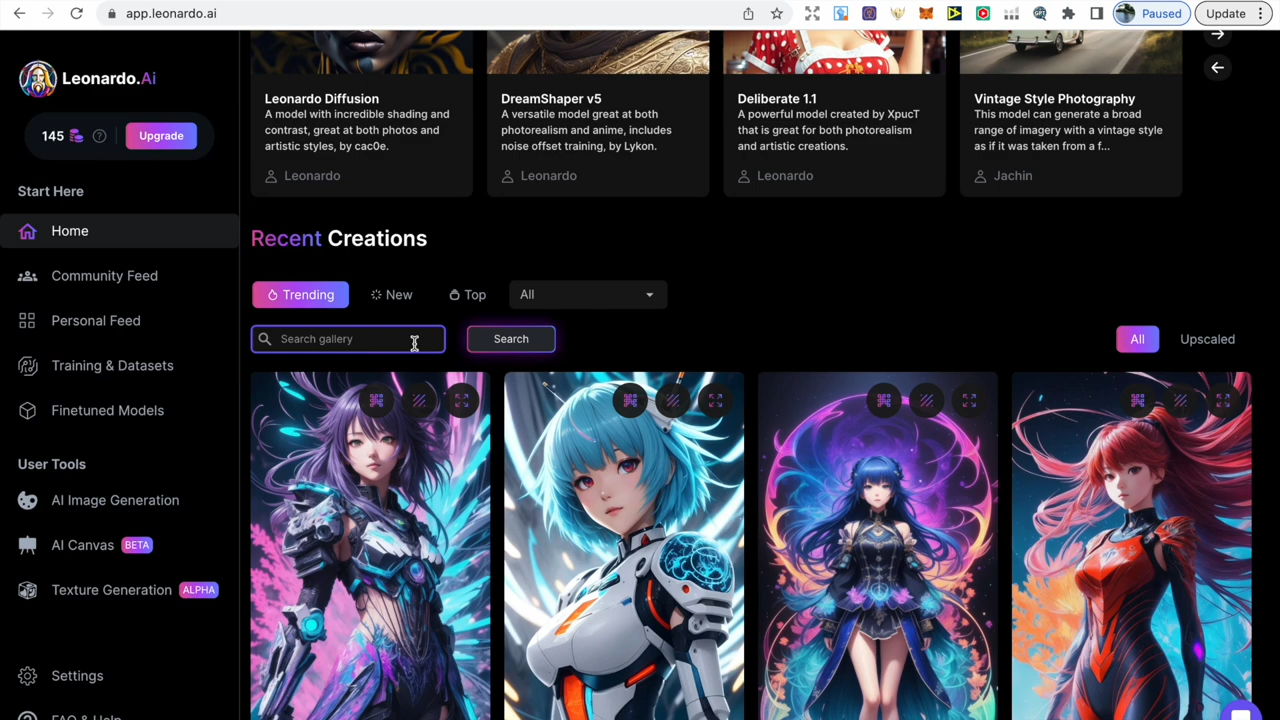 app.leonardo.ai
Paused
Update
Leonardo.Ai
145
Upgrade
Start Here
Home
Community Feed
Personal Feed
Training & Datasets
Finetuned Models
User Tools
AI Image Generation
AI Canvas BETA
Texture Generation ALPHA
Settings
FAQ & Help
Leonardo Diffusion
A model with incredible shading and
contrast, great at both photos and
artistic styles, by cac0e.
Leonardo
DreamShaper v5
A versatile model great at both
photorealism and anime, includes
noise offset training, by Lykon.
Leonardo
Deliberate 1.1
A powerful model created by XpucT
that is great for both photorealism
and artistic creations.
Leonardo
Vintage Style Photography
This model can generate a broad
range of imagery with a vintage style
as if it was taken from a f...
Jachin
Recent Creations
Trending
New
Top
All
Search gallery
Search
All
Upscaled